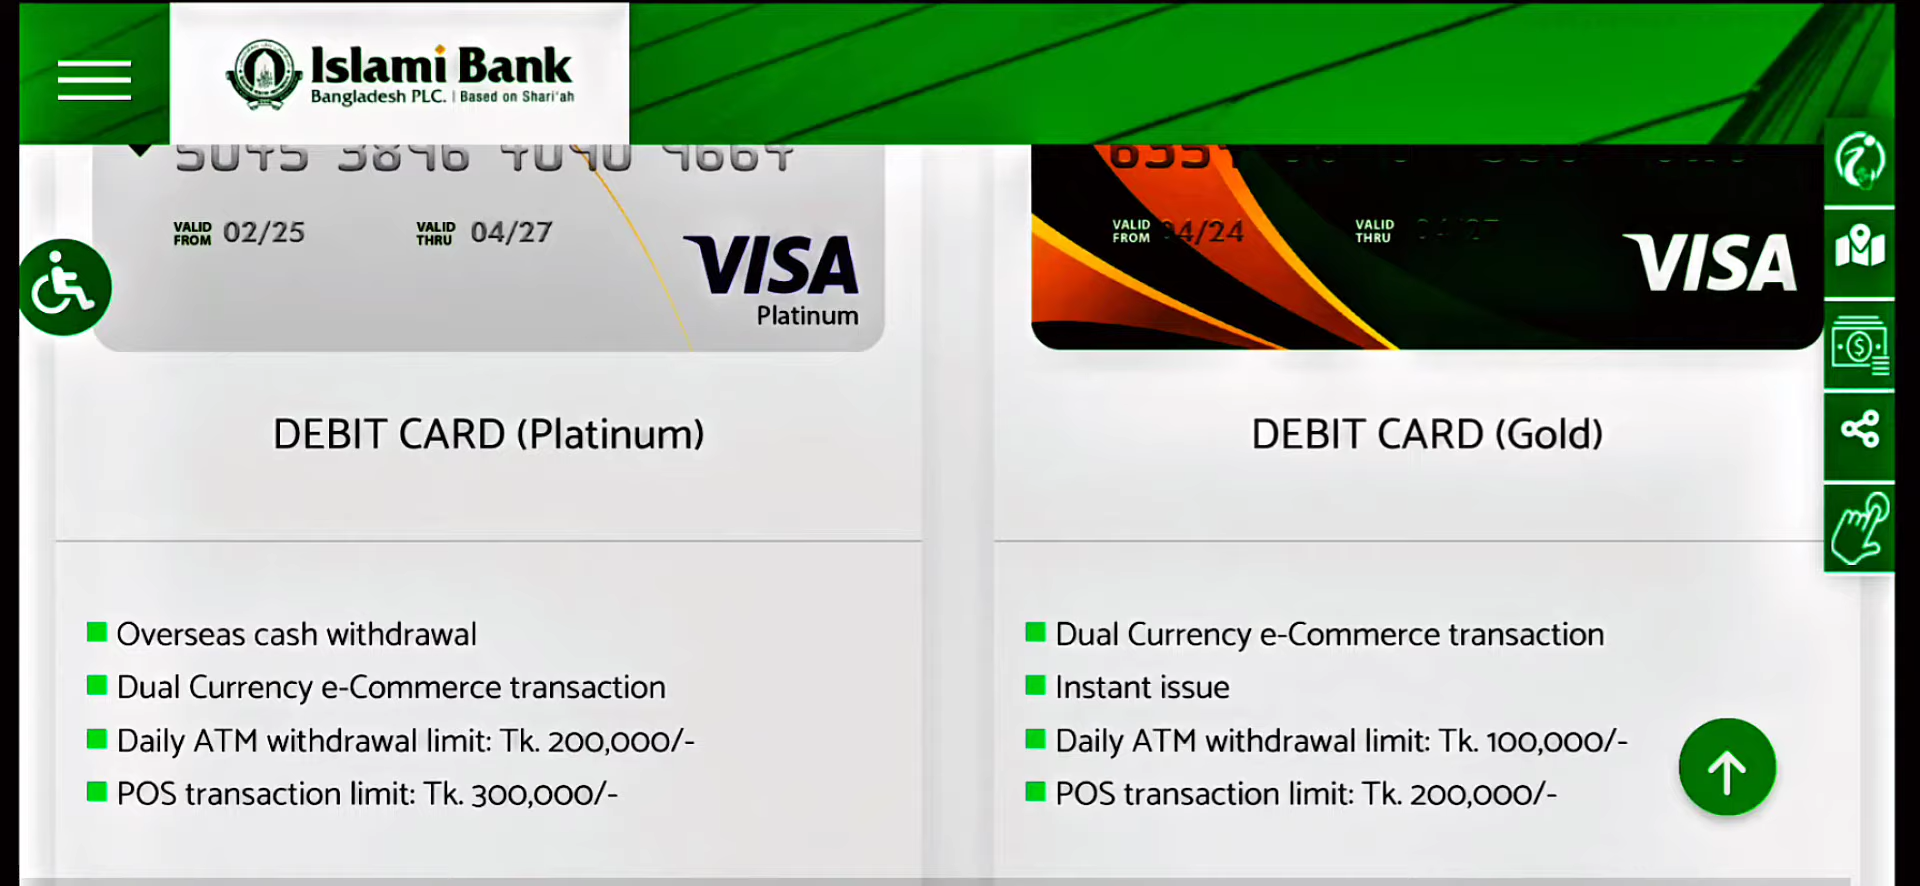 Islami Bank
Bangladesh PLC. | Based on Shari'ah
VALID FROM 02/25 VALID THRU 04/27
VISA
Platinum
DEBIT CARD (Platinum)
Overseas cash withdrawal
Dual Currency e-Commerce transaction
Daily ATM withdrawal limit: Tk. 200,000/-
POS transaction limit: Tk. 300,000/-
VALID FROM 04/24 VALID THRU
VISA
DEBIT CARD (Gold)
Dual Currency e-Commerce transaction
Instant issue
Daily ATM withdrawal limit: Tk. 100,000/-
POS transaction limit: Tk. 200,000/-